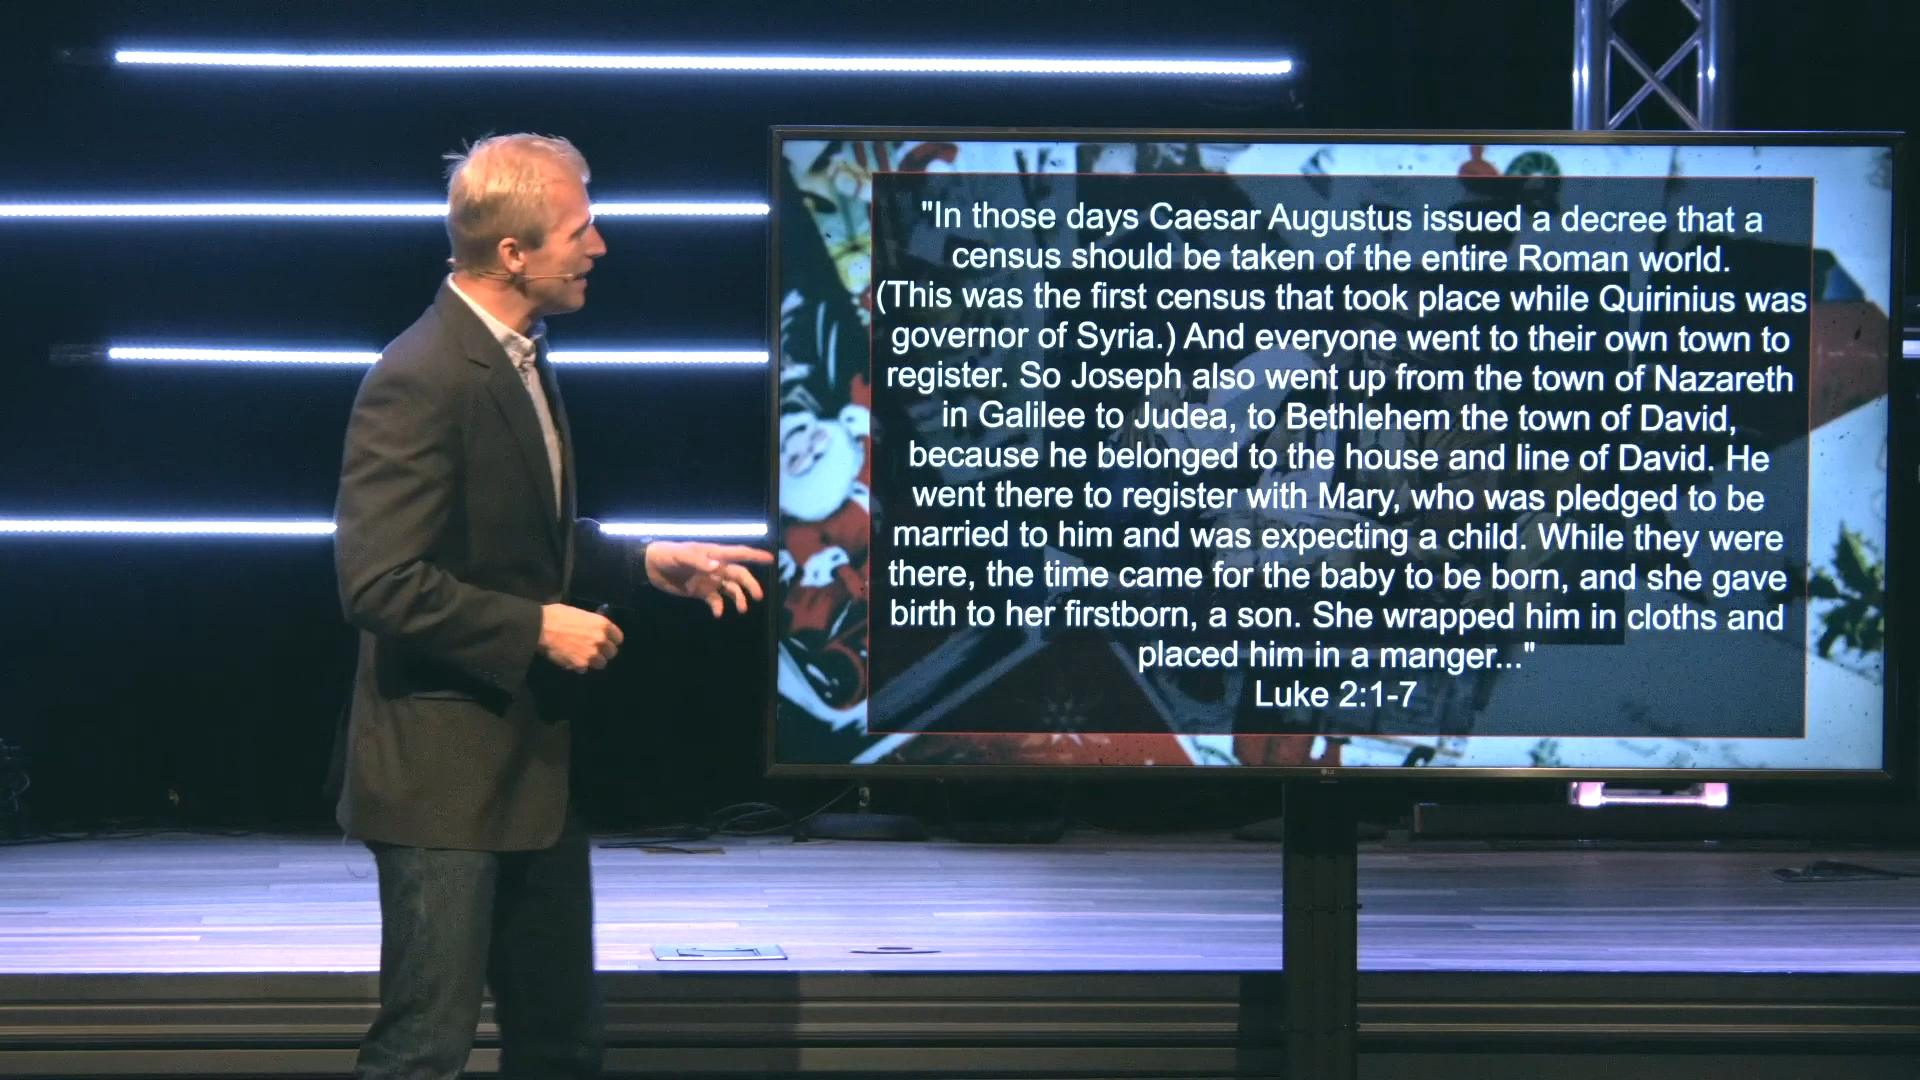 "In those days Caesar Augustus issued a decree that a
census should be taken of the entire Roman world.
(This was the first census that took place while Quirinius was
governor of Syria.) And everyone went to their own town to
register. So Joseph also went up from the town of Nazareth
in Galilee to Judea, to Bethlehem the town of David,
because he belonged to the house and line of David. He
went there to register with Mary, who was pledged to be
married to him and was expecting a child. While they were
there, the time came for the baby to be born, and she gave
birth to her firstborn, a son. She wrapped him in cloths and
placed him in a manger..."
Luke 2:1-7
LG